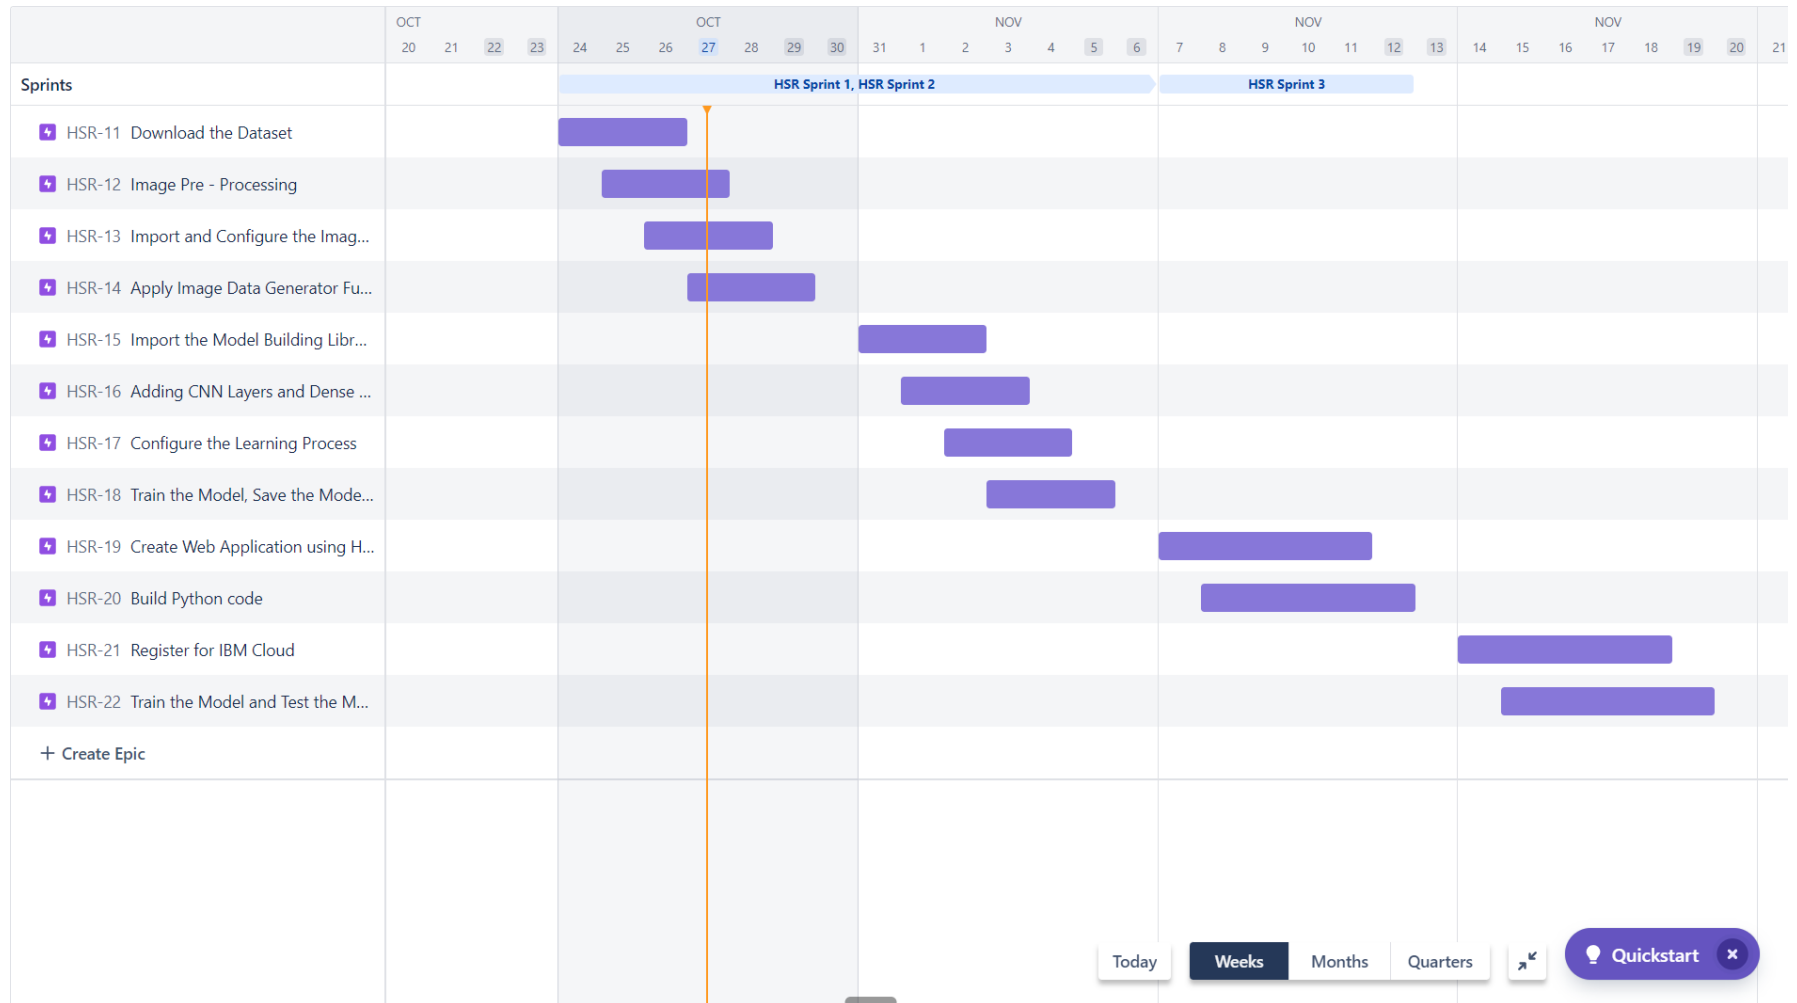 OCT OCT NOV NOV NOV
20 21 22 23 24 25 26 27 28 29 30 31 1 2 3 4 5 6 7 8 9 10 11 12 13 14 15 16 17 18 19 20 21
Sprints HSR Sprint 1, HSR Sprint 2 HSR Sprint 3
HSR-11 Download the Dataset
HSR-12 Image Pre - Processing
HSR-13 Import and Configure the Imag...
HSR-14 Apply Image Data Generator Fu...
HSR-15 Import the Model Building Libr...
HSR-16 Adding CNN Layers and Dense ...
HSR-17 Configure the Learning Process
HSR-18 Train the Model, Save the Mode...
HSR-19 Create Web Application using H...
HSR-20 Build Python code
HSR-21 Register for IBM Cloud
HSR-22 Train the Model and Test the M...
+ Create Epic
Today Weeks Months Quarters Quickstart